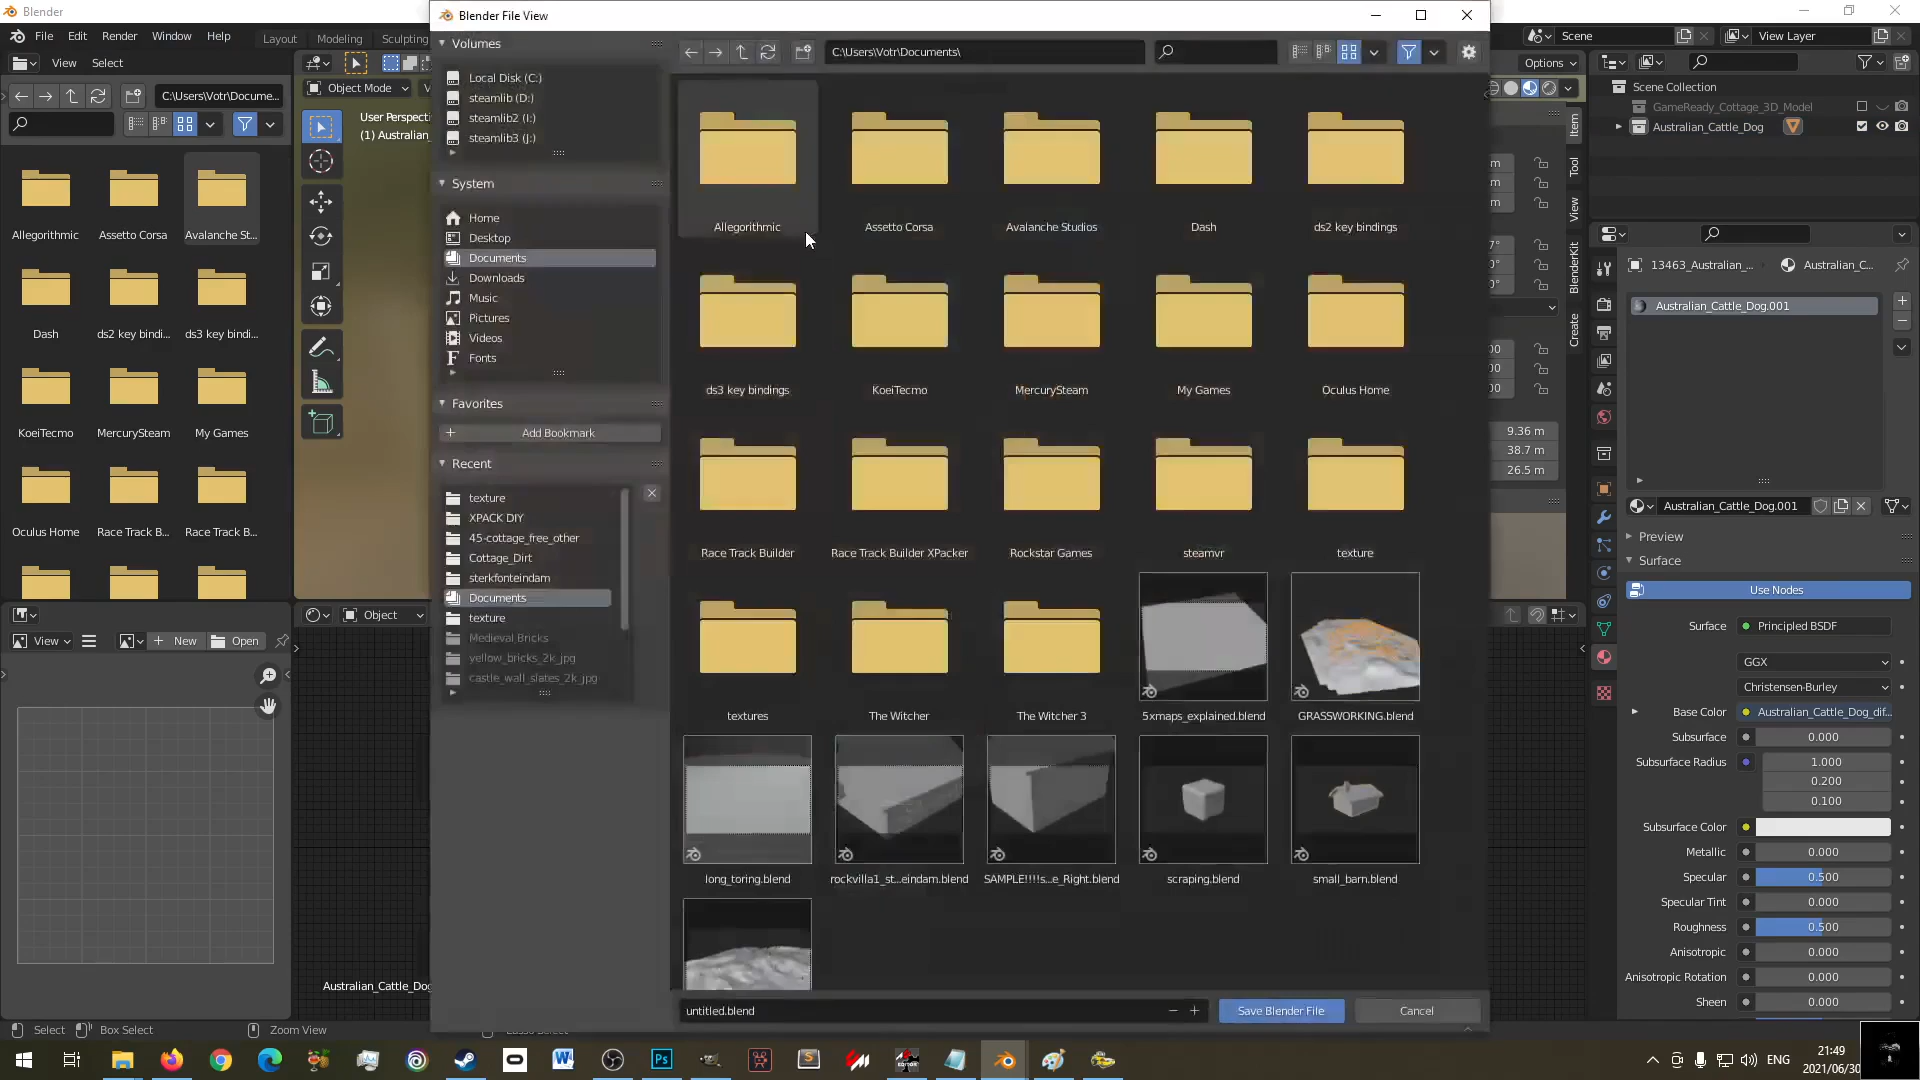 Blender
File Edit Render Window Help
Layout Modeling Sculpting
View Select
C:\Users\Votr\Docume...
Allegorithmic Assetto Corsa Avalanche St...
Dash ds2 key bindi... ds3 key bindi...
KoeiTecmo MercurySteam My Games
Oculus Home Race Track B... Race Track B...
View New Open
Object Mode
User Perspecti
(1) Australian_
Object
Australian_Cattle_Dog
Select Box Select Zoom View
Blender File View
Volumes
Local Disk (C:)
steamlib (D:)
steamlib2 (I:)
steamlib3 (J:)
System
Home
Desktop
Documents
Downloads
Music
Pictures
Videos
Fonts
Favorites
Add Bookmark
Recent
texture
XPACK DIY
45-cottage_free_other
Cottage_Dirt
sterkfonteindam
Documents
texture
Medieval_Bricks
yellow_bricks_2k_jpg
castle_wall_slates_2k_jpg
C:\Users\Votr\Documents\
Allegorithmic Assetto Corsa Avalanche Studios Dash ds2 key bindings
ds3 key bindings KoeiTecmo MercurySteam My Games Oculus Home
Race Track Builder Race Track Builder XPacker Rockstar Games steamvr texture
textures The Witcher The Witcher 3 5xmaps_explained.blend GRASSWORKING.blend
long_toring.blend rockvilla1_st...eindam.blend SAMPLE!!!!s...e_Right.blend scraping.blend small_barn.blend
untitled.blend
Save Blender File Cancel
Scene View Layer
Options
Scene Collection
GameReady_Cottage_3D_Model
Australian_Cattle_Dog
Item
Tool
View
BlenderKit
Create
9.36 m
38.7 m
26.5 m
13463_Australian_... Australian_C...
Australian_Cattle_Dog.001
Australian_Cattle_Dog.001
Preview
Surface
Use Nodes
Surface Principled BSDF
GGX
Christensen-Burley
Base Color Australian_Cattle_Dog_dif...
Subsurface 0.000
Subsurface Radius 1.000
0.200
0.100
Subsurface Color
Metallic 0.000
Specular 0.500
Specular Tint 0.000
Roughness 0.500
Anisotropic 0.000
Anisotropic Rotation 0.000
Sheen 0.000
ENG
21:49
2021/06/30